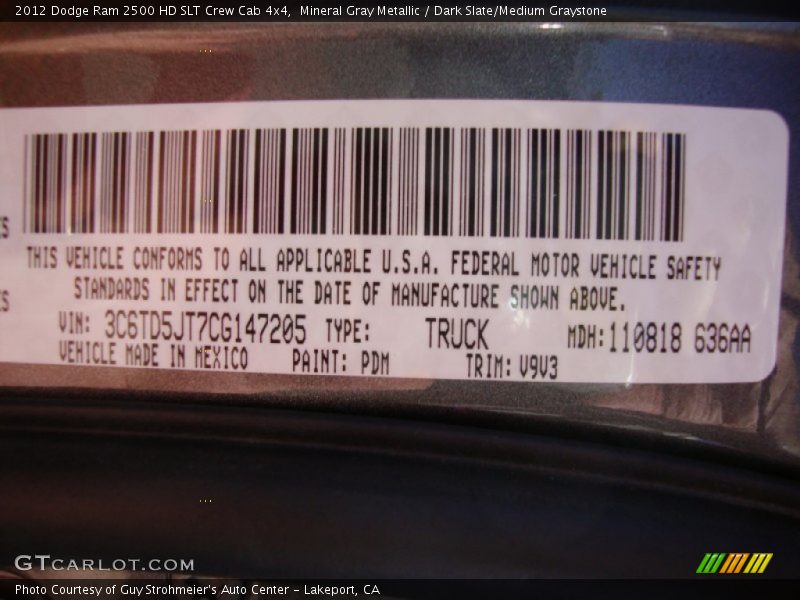 2012 Dodge Ram 2500 HD SLT Crew Cab 4x4,  Mineral Gray Metallic / Dark Slate/Medium Graystone
THIS VEHICLE CONFORMS TO ALL APPLICABLE U.S.A. FEDERAL MOTOR VEHICLE SAFETY
STANDARDS IN EFFECT ON THE DATE OF MANUFACTURE SHOWN ABOVE.
VIN: 3C6TD5JT7CG147205 TYPE: TRUCK MDH:110818 636AA
VEHICLE MADE IN MEXICO PAINT: PDM TRIM: V9V3
GTCARLOT.COM
Photo Courtesy of Guy Strohmeier's Auto Center - Lakeport, CA